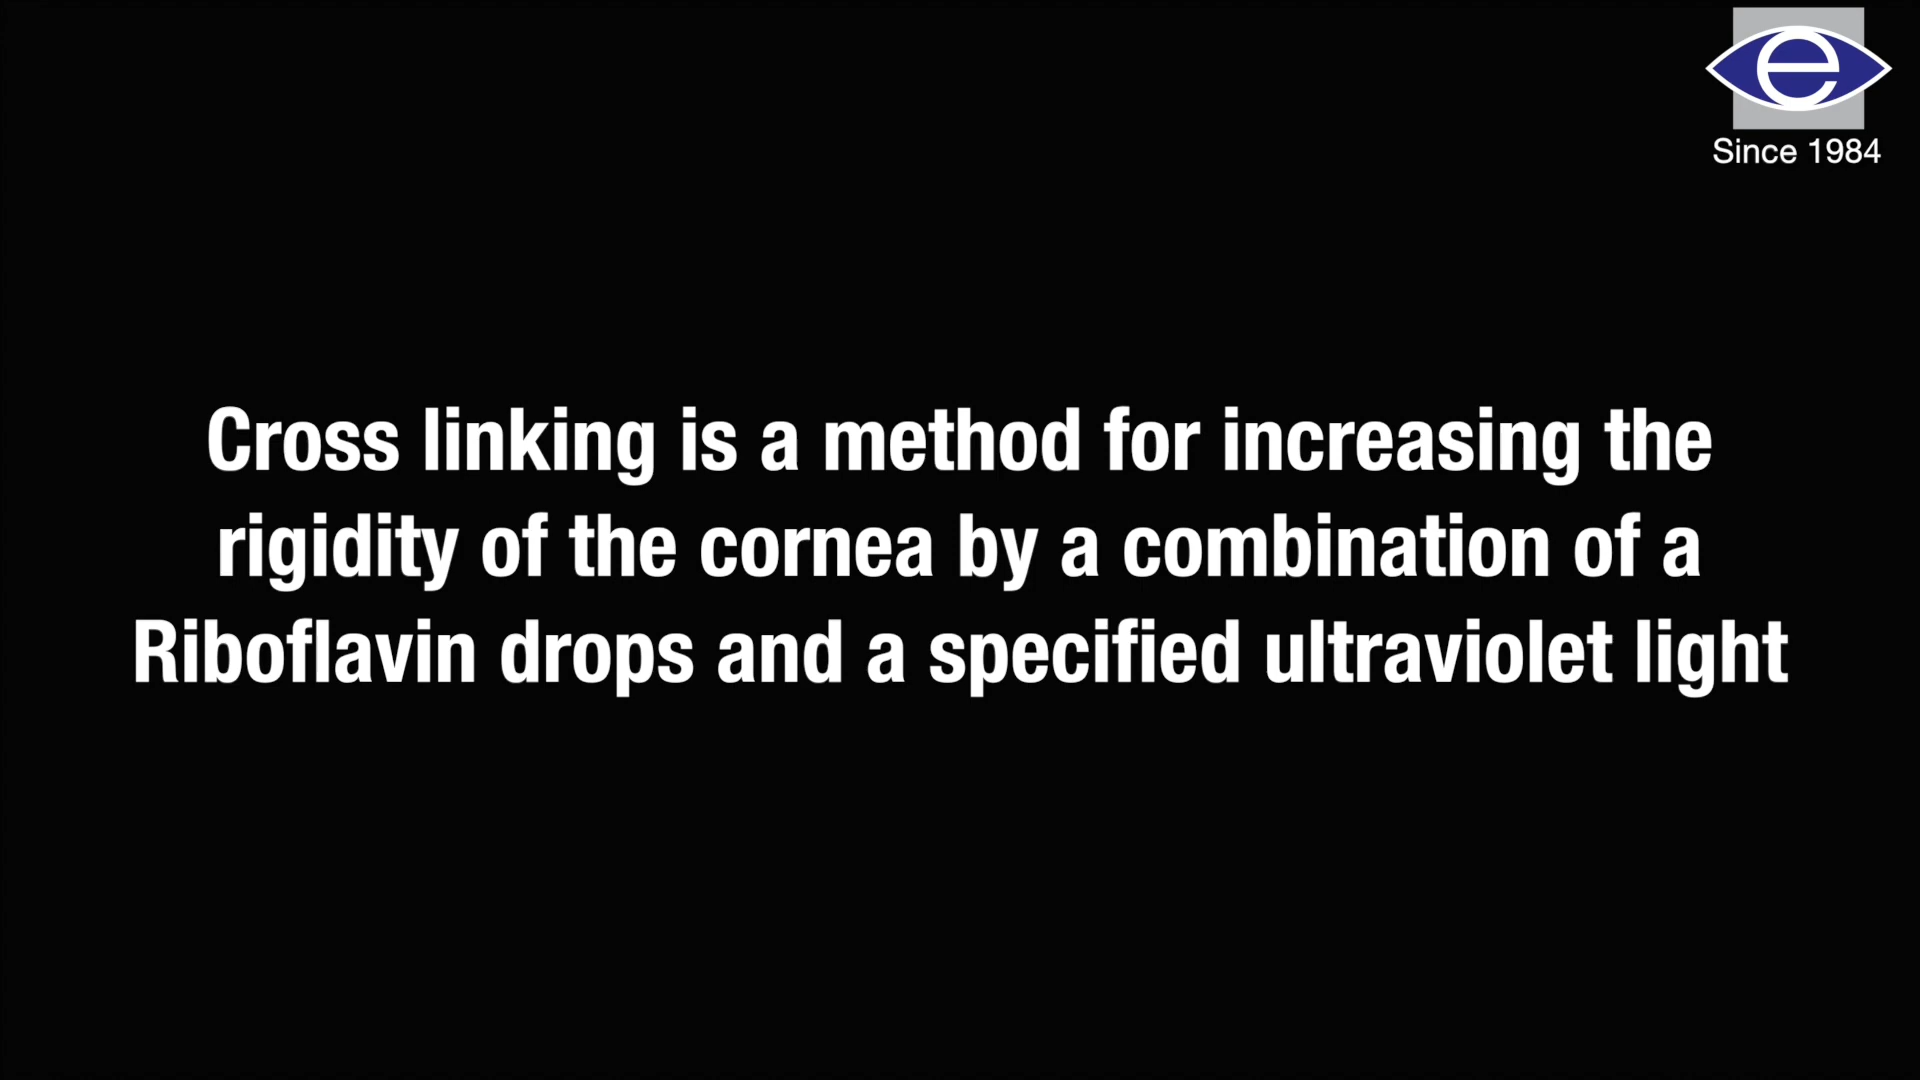 e
Since 1984
Cross linking is a method for increasing the
rigidity of the cornea by a combination of a
Riboflavin drops and a specified ultraviolet light